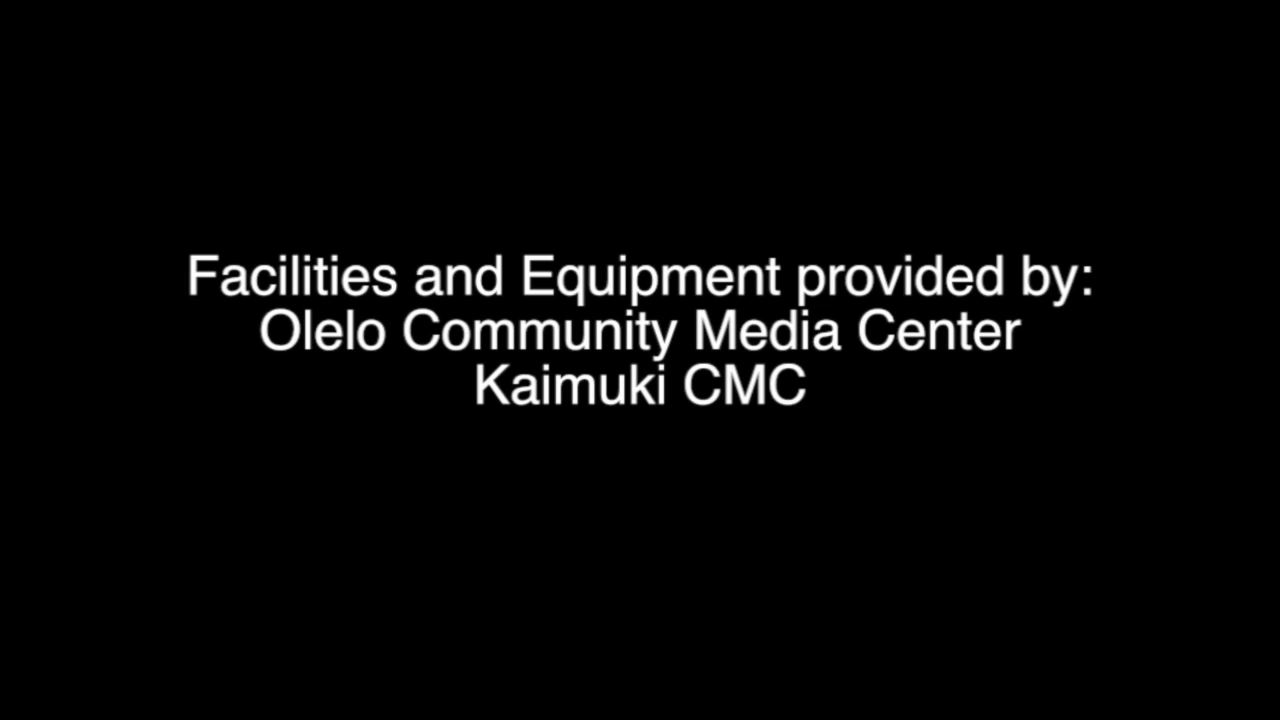 Facilities and Equipment provided by:
Olelo Community Media Center
Kaimuki CMC